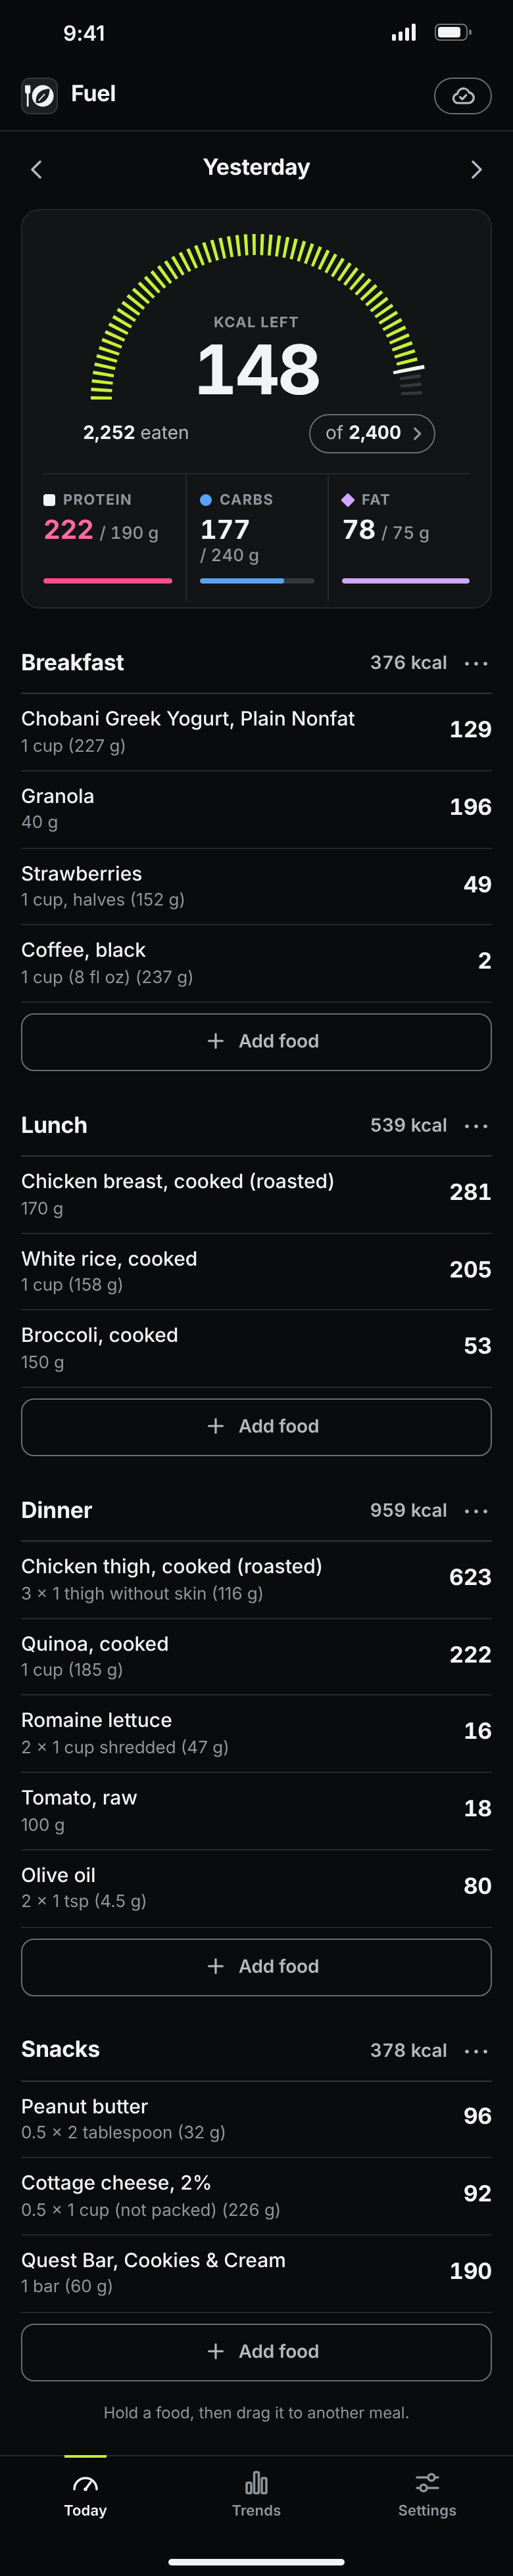 9:41
Fuel
Yesterday
KCAL LEFT
148
2,252 eaten
of 2,400
PROTEIN
222 / 190 g
CARBS
177
/ 240 g
FAT
78 / 75 g
Breakfast
376 kcal
Chobani Greek Yogurt, Plain Nonfat
1 cup (227 g)
129
Granola
40 g
196
Strawberries
1 cup, halves (152 g)
49
Coffee, black
1 cup (8 fl oz) (237 g)
2
Add food
Lunch
539 kcal
Chicken breast, cooked (roasted)
170 g
281
White rice, cooked
1 cup (158 g)
205
Broccoli, cooked
150 g
53
Add food
Dinner
959 kcal
Chicken thigh, cooked (roasted)
3 × 1 thigh without skin (116 g)
623
Quinoa, cooked
1 cup (185 g)
222
Romaine lettuce
2 × 1 cup shredded (47 g)
16
Tomato, raw
100 g
18
Olive oil
2 × 1 tsp (4.5 g)
80
Add food
Snacks
378 kcal
Peanut butter
0.5 × 2 tablespoon (32 g)
96
Cottage cheese, 2%
0.5 × 1 cup (not packed) (226 g)
92
Quest Bar, Cookies & Cream
1 bar (60 g)
190
Add food
Hold a food, then drag it to another meal.
Today
Trends
Settings